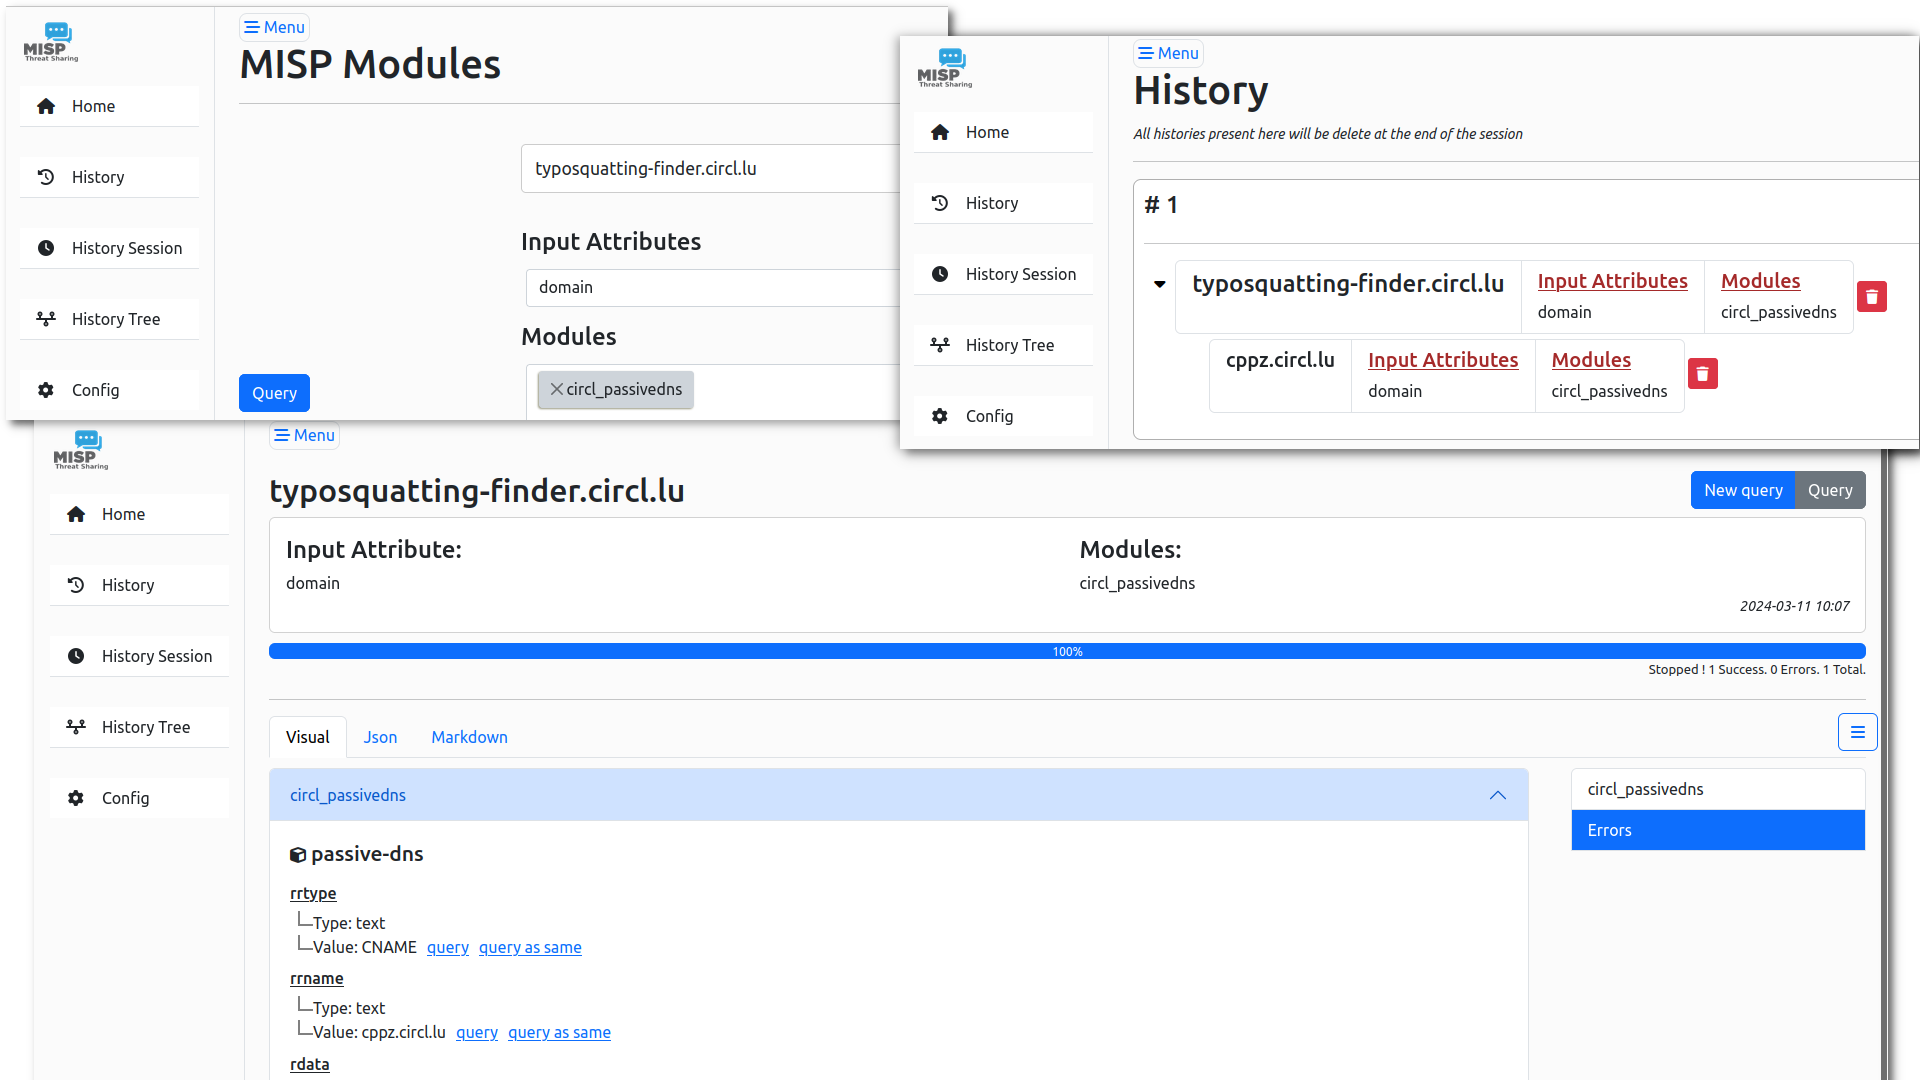 MISP
Threat Sharing
Home
History
History Session
History Tree
Config
Menu
MISP Modules
typosquatting-finder.circl.lu
Input Attributes
domain
Modules
circl_passivedns
Query
MISP
Threat Sharing
Home
History
History Session
History Tree
Config
Menu
History
All histories present here will be delete at the end of the session
# 1
typosquatting-finder.circl.lu
Input Attributes
domain
Modules
circl_passivedns
cppz.circl.lu
Input Attributes
domain
Modules
circl_passivedns
MISP
Threat Sharing
Home
History
History Session
History Tree
Config
Menu
typosquatting-finder.circl.lu
New query Query
Input Attribute:
domain
Modules:
circl_passivedns
2024-03-11 10:07
100%
Stopped ! 1 Success. 0 Errors. 1 Total.
Visual Json Markdown
circl_passivedns
passive-dns
rrtype
Type: text
Value: CNAME query query as same
rrname
Type: text
Value: cppz.circl.lu query query as same
rdata
circl_passivedns
Errors